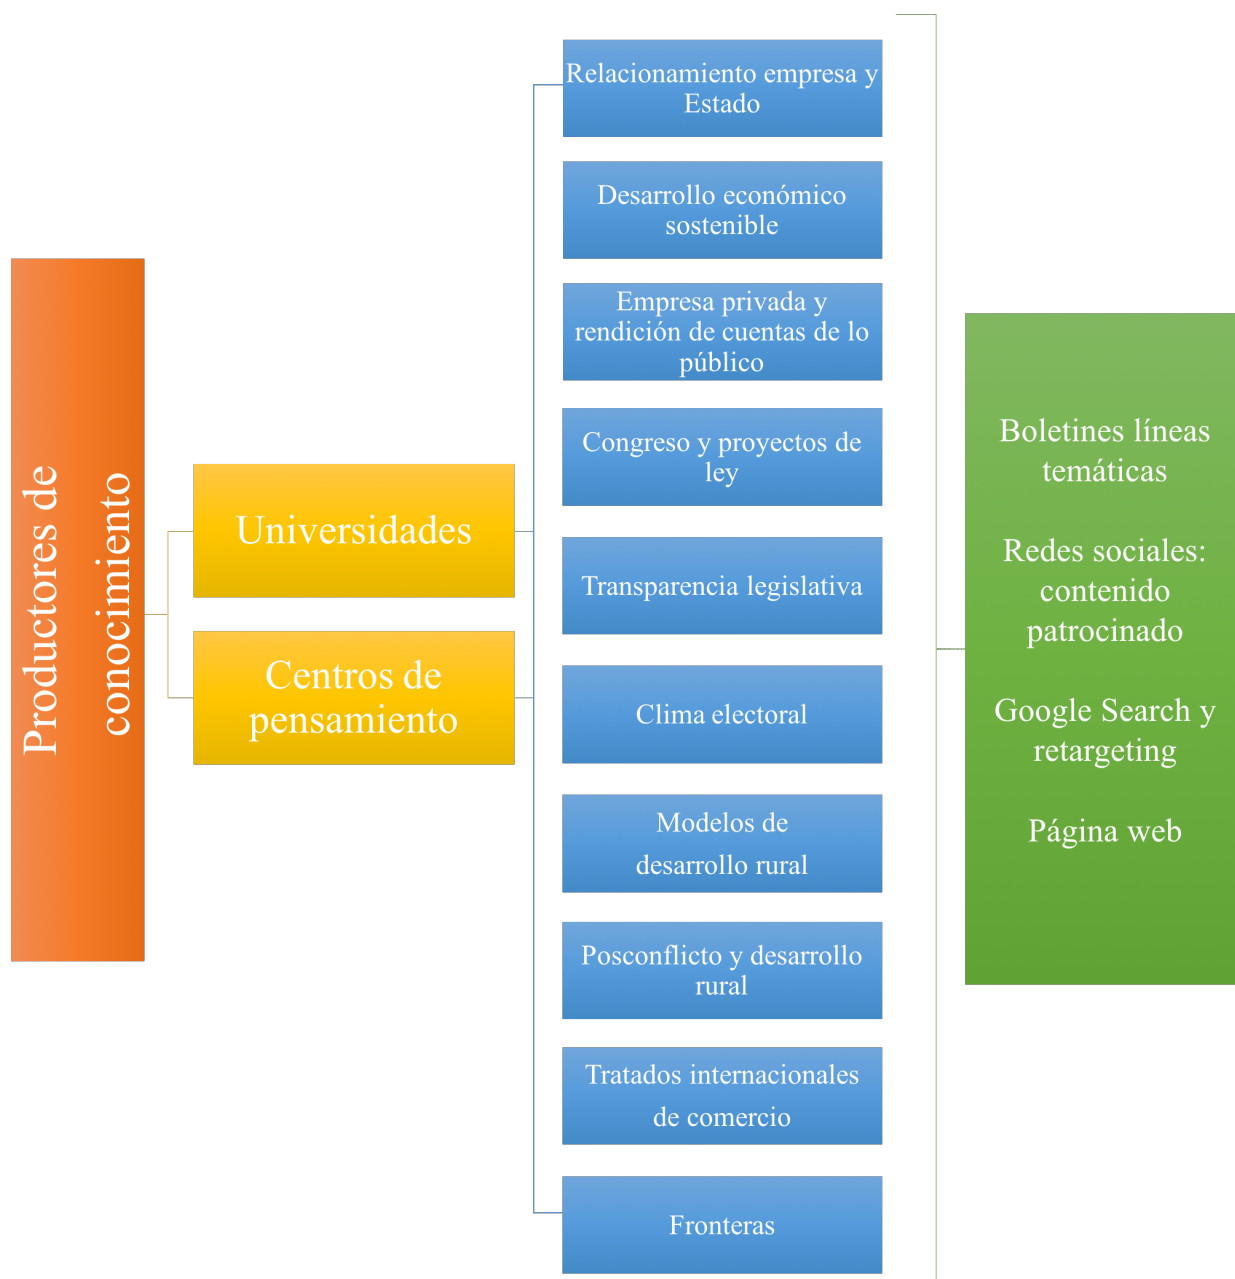 Productores de
conocimiento
Universidades
Centros de
pensamiento
Relacionamiento empresa y
Estado
Desarrollo económico
sostenible
Empresa privada y
rendición de cuentas de lo
público
Congreso y proyectos de
ley
Transparencia legislativa
Clima electoral
Modelos de
desarrollo rural
Posconflicto y desarrollo
rural
Tratados internacionales
de comercio
Fronteras
Boletines líneas
temáticas
Redes sociales:
contenido
patrocinado
Google Search y
retargeting
Página web